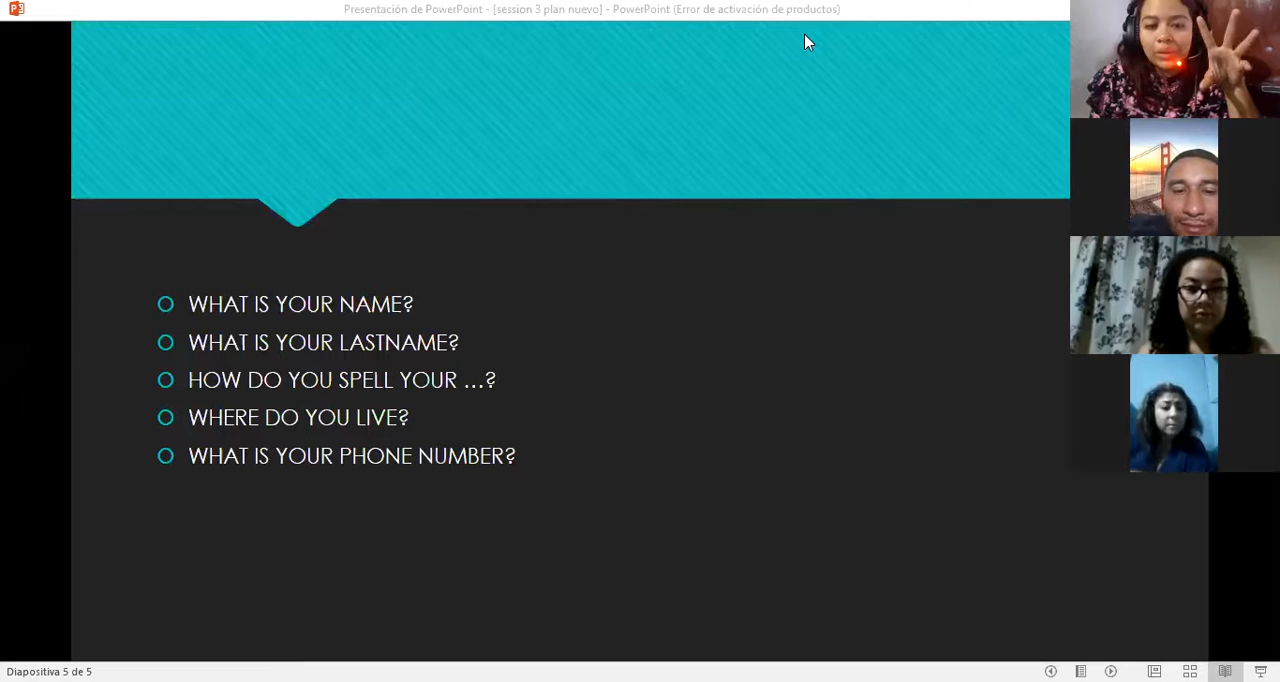 Presentación de PowerPoint - [session 3 plan nuevo] - PowerPoint (Error de activación de productos)
WHAT IS YOUR NAME?
WHAT IS YOUR LASTNAME?
HOW DO YOU SPELL YOUR ...?
WHERE DO YOU LIVE?
WHAT IS YOUR PHONE NUMBER?
Diapositiva 5 de 5